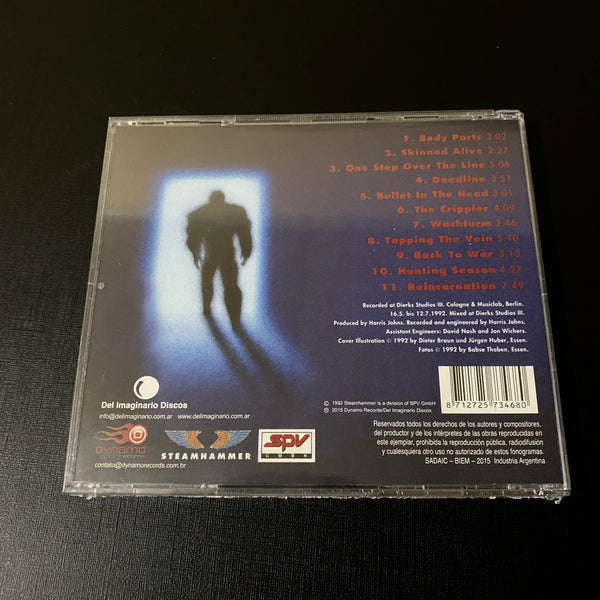 1. Body Parts 3.02
2. Skinned Alive 2:27
3. One Step Over The Line 5.06
4. Deadline 3.51
5. Bullet In The Head 3.01
6. The Crippler 4:09
7. Wachturm 3.46
8. Tapping The Vein 5.10
9. Back To War 3.13
10. Hunting Season 4.27
11. Reincarnation 7.49
Recorded at Dierks Studios III. Cologne & Musiclab, Berlin.
16.5. bis 12.7.1992. Mixed at Dierks Studios III.
Produced by Harris Johns. Recorded and engineered by Harris Johns.
Assistant Engineers: David Nash and Jon Wichers.
Cover Illustration © 1992 by Dieter Braun und Jürgen Huber, Essen.
Fotos © 1992 by Babse Thaben, Essen.
Del Imaginario Discos
info@delimaginario.com.ar www.delimaginario.com.ar
℗ 1992 Steamhammer is a division of SPV GmbH.
℗ 2015 Dynamo Records/Del Imaginario Discos
8 712725 734680
DYNAMO
records
contato@dynamorecords.com.br
STEAMHAMMER
SPV
GMBH
Reservados todos los derechos de los autores y compositores,
del productor y de los intérpretes de las obras reproducidas en
este ejemplar, prohibida la reproducción pública, radiodifusión
y cualesquiera otro uso no autorizado de estos fonogramas.
SADAIC – BIEM – 2015 Industria Argentina